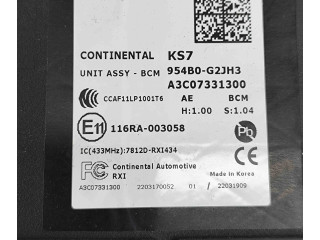 CONTINENTAL KS7
UNIT ASSY - BCM 954B0-G2JH3
A3C07331300
CCAF11LP1001T6 AE BCM
H:1.00 S:1.04
E11 116RA-003058 Pb
IC(433MHz):7812D-RXI434
FC Continental Automotive Made in Korea
RXI
A3C07331300 2203170052 01 / 22031909